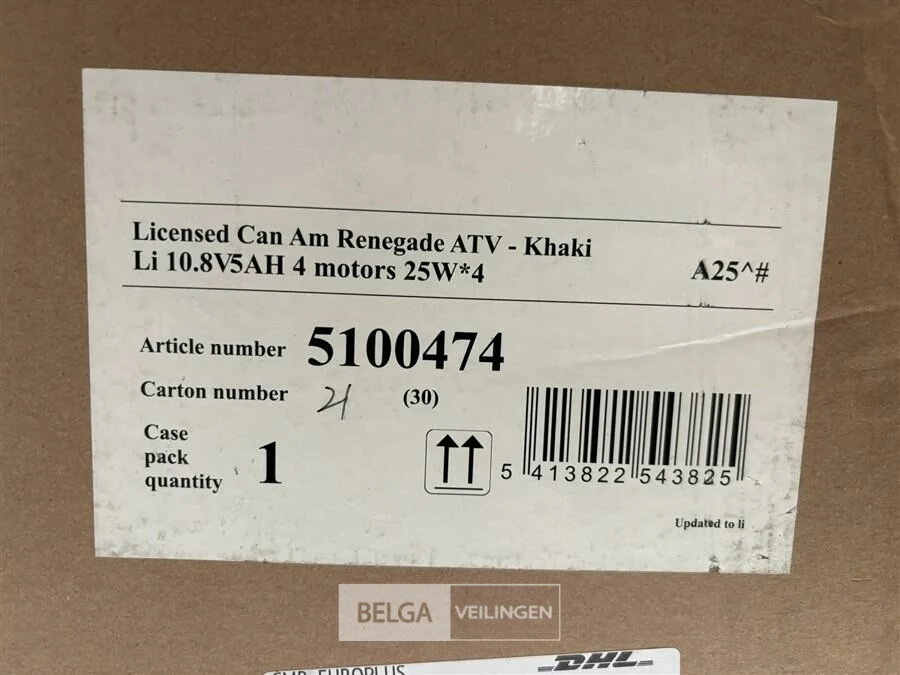 Licensed Can Am Renegade ATV - Khaki
Li 10.8V5AH 4 motors 25W*4 A25^#
Article number 5100474
Carton number 21 (30)
Case
pack
quantity 1
5 413822 543825
Updated to li
BELGA VEILINGEN
EUROPLUS DHL